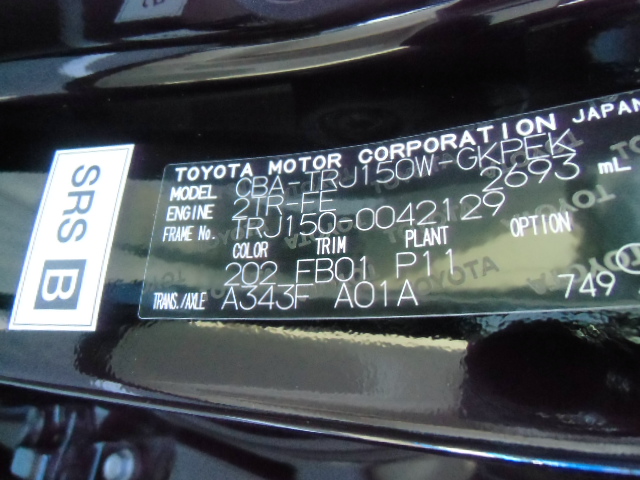 TOYOTA MOTOR CORPORATION JAPAN
MODEL CBA-TRJ150W-GKPEK
ENGINE 2TR-FE 2693 mL
FRAME No. TRJ150-0042129
COLOR TRIM PLANT OPTION
202 FB01 P11
TRANS./AXLE A343F A01A 749
SRS B